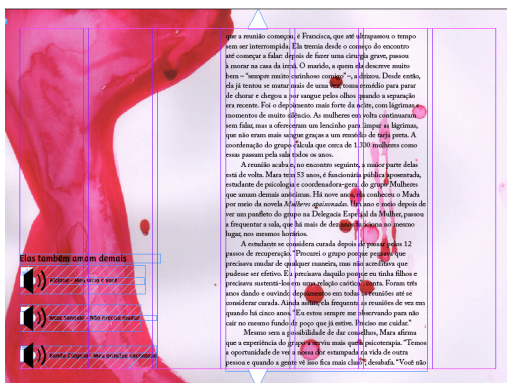 que a reunião começou, é Francisca, que até ultrapassou o tempo
sem ser interrompida. Ela tremia desde o começo do encontro
até começar a falar: depois de fazer uma cirurgia grave, passou
a morar na casa da irmã. O marido, a quem ela descreve muito
bem – "sempre muito carinhoso comigo" –, a deixou. Desde então,
ela já tentou se matar mais de uma vez, toma remédio para parar
de chorar e chegou a pôr sangue pelos olhos quando a separação
era recente. Foi o depoimento mais forte da noite, com lágrimas e
momentos de muito silêncio. As mulheres em volta continuaram
sem falar, mas a ofereceram um lencinho para limpar as lágrimas,
que não eram mais sangue graças a um remédio de tarja preta. A
coordenação do grupo calcula que cerca de 1.300 mulheres como
essas passam pela sala todos os anos.
A reunião acaba e, no encontro seguinte, a maior parte delas
está de volta. Mara tem 53 anos, é funcionária pública aposentada,
estudante de psicologia e coordenadora-geral do grupo Mulheres
que amam demais anônimas. Há nove anos, ela conheceu o Mada
por meio da novela Mulheres apaixonadas. Um ano e meio depois de
ver um panfleto do grupo na Delegacia Especial da Mulher, passou
a frequentar a sala, que há mais de dez anos funciona no mesmo
lugar, nos mesmos horários.
A estudante se considera curada depois de passar pelos 12
passos de recuperação. "Procurei o grupo porque pensava que
precisava mudar de qualquer maneira, mas não acreditava que
pudesse ser efetivo. Eu precisava daquilo porque eu tinha filhos e
precisava sustentá-los em uma relação caótica", conta. Foram três
anos dando e ouvindo depoimentos em todas as reuniões até se
considerar curada. Ainda assim, ela frequenta as reuniões de vez em
quando há cinco anos. "Eu estou sempre me observando para não
cair no mesmo fundo de poço que já estive. Preciso me cuidar."
Mesmo sem a possibilidade de dar conselhos, Mara afirma
que a experiência do grupo a serviu mais que a psicoterapia. "Temos
a oportunidade de ver a nossa dor estampada na vida de outra
pessoa e quando a gente vê isso fica mais claro", desabafa. "Você não
Elas também amam demais
Alcione - Meu vício é você
Não precisa mudar